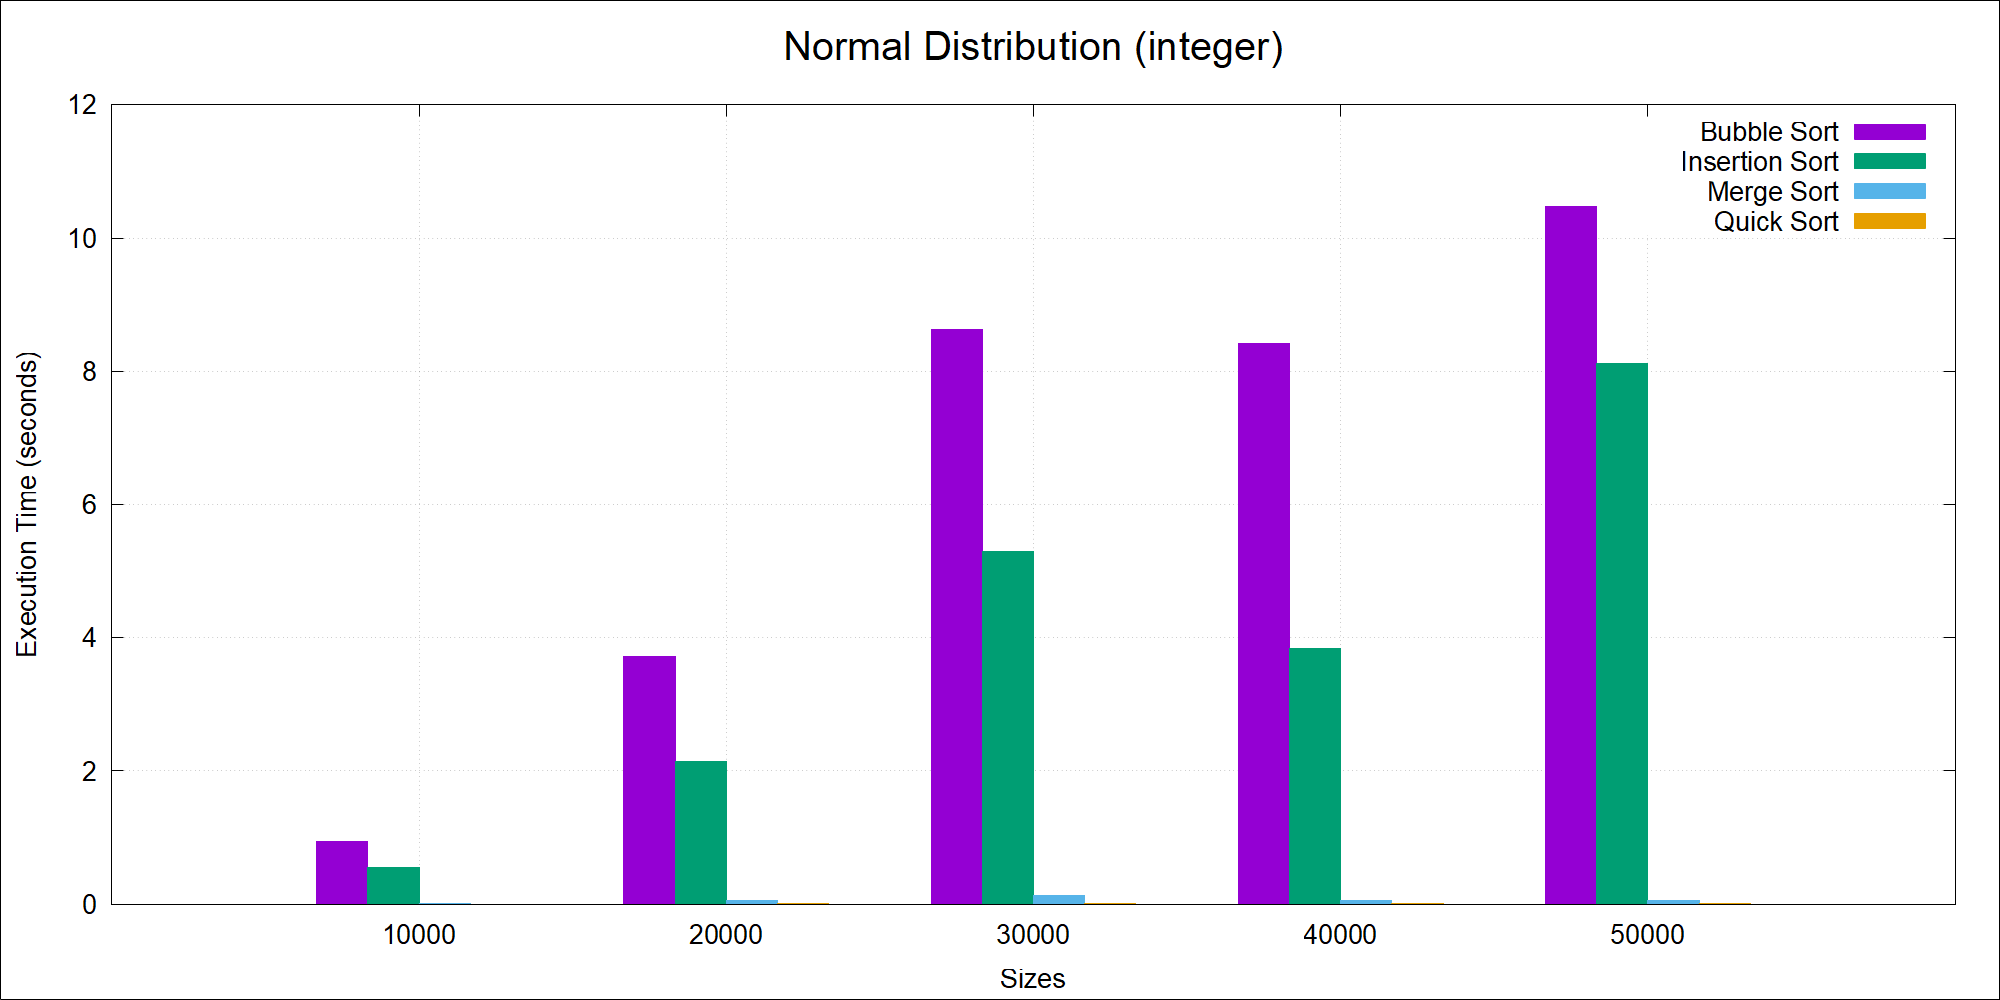 Normal Distribution (integer)
Bubble Sort
Insertion Sort
Merge Sort
Quick Sort
Execution Time (seconds)
12
10
8
6
4
2
0
10000 20000 30000 40000 50000
Sizes